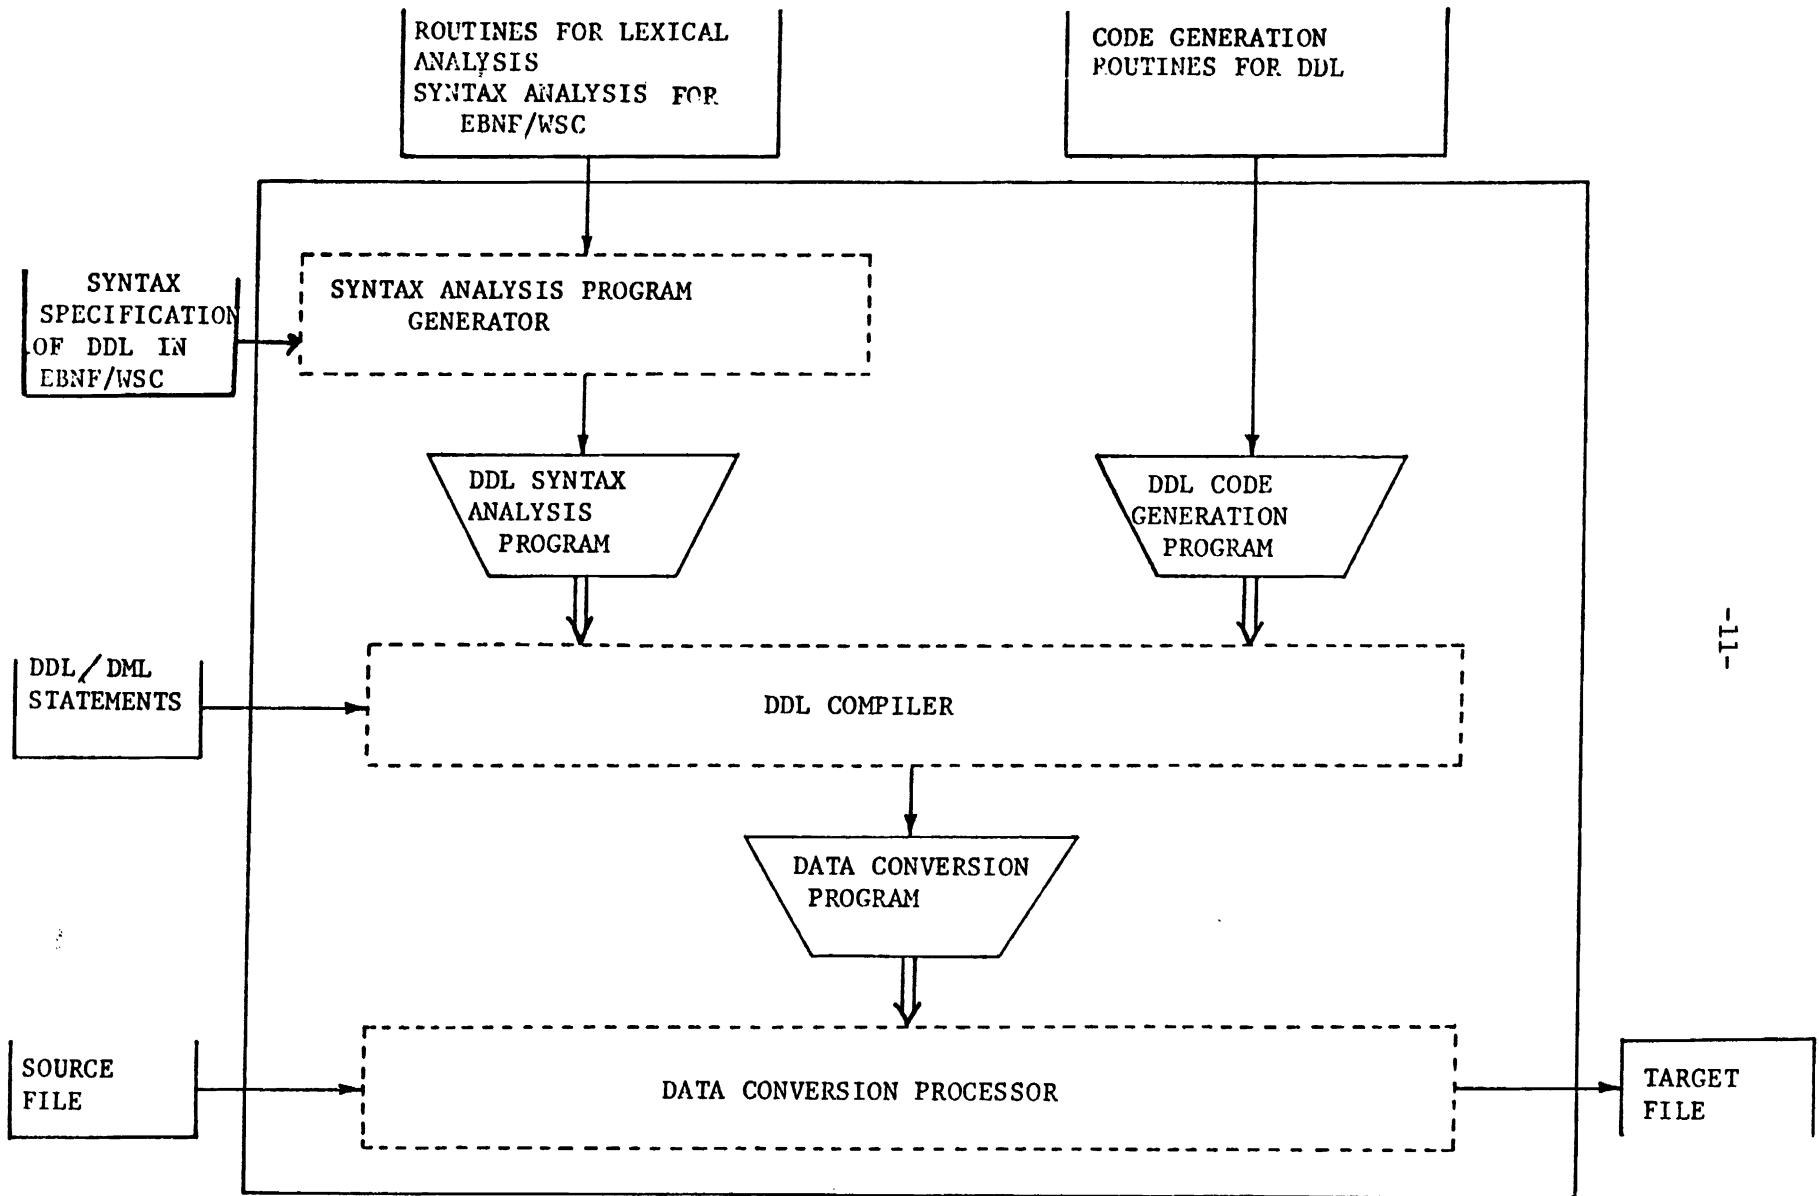 ROUTINES FOR LEXICAL
ANALYSIS
SYNTAX ANALYSIS FOR
EBNF/WSC
CODE GENERATION
ROUTINES FOR DDL
SYNTAX
SPECIFICATION
OF DDL IN
EBNF/WSC
SYNTAX ANALYSIS PROGRAM
GENERATOR
DDL SYNTAX
ANALYSIS
PROGRAM
DDL CODE
GENERATION
PROGRAM
-11-
DDL/DML
STATEMENTS
DDL COMPILER
DATA CONVERSION
PROGRAM
SOURCE
FILE
DATA CONVERSION PROCESSOR
TARGET
FILE